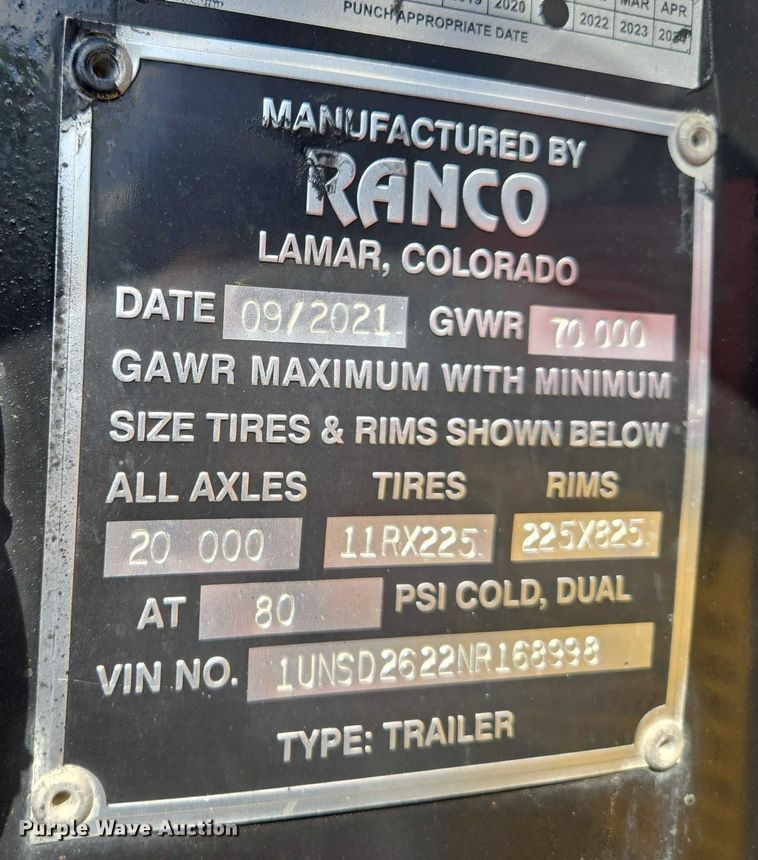 2020 MAR APR
PUNCH APPROPRIATE DATE 2022 2023 2024
MANUFACTURED BY
RANCO
LAMAR, COLORADO
DATE 09/2021 GVWR 70 000
GAWR MAXIMUM WITH MINIMUM
SIZE TIRES & RIMS SHOWN BELOW
ALL AXLES TIRES RIMS
20 000 11RX225 225X825
AT 80 PSI COLD, DUAL
VIN NO. 1UNSD2622NR168998
TYPE: TRAILER
Purple Wave Auction